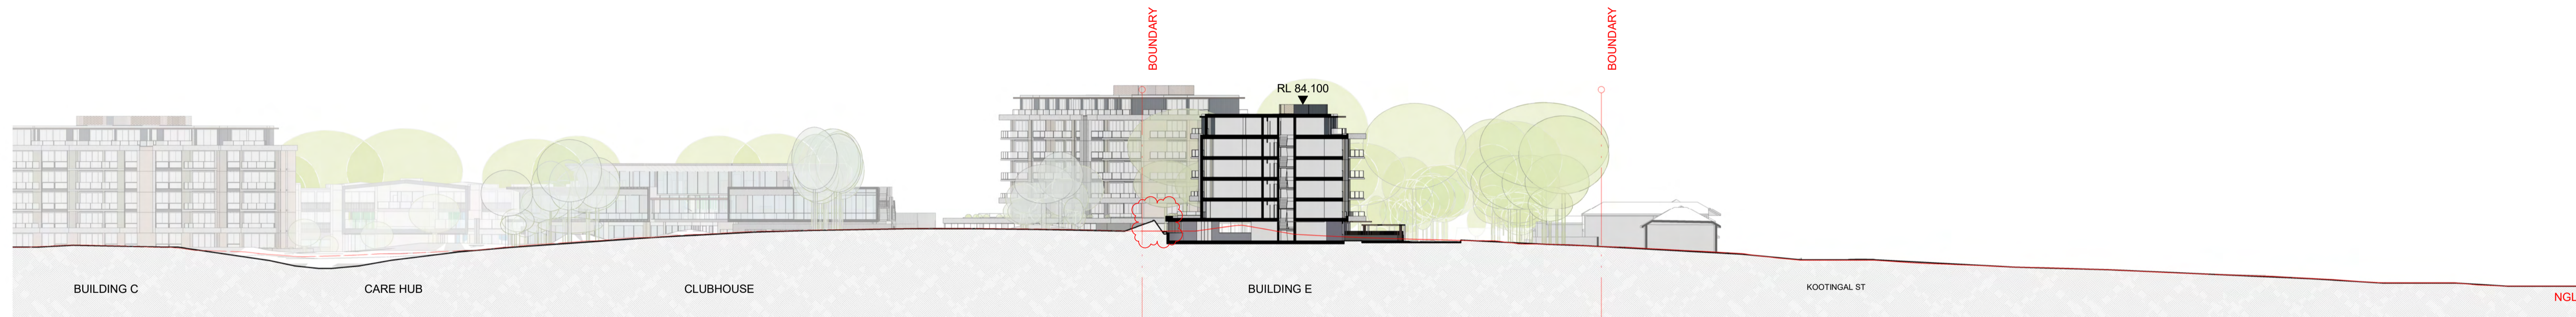 BOUNDARY
BOUNDARY
RL 84.100
BUILDING C
CARE HUB
CLUBHOUSE
BUILDING E
KOOTINGAL ST
NGL